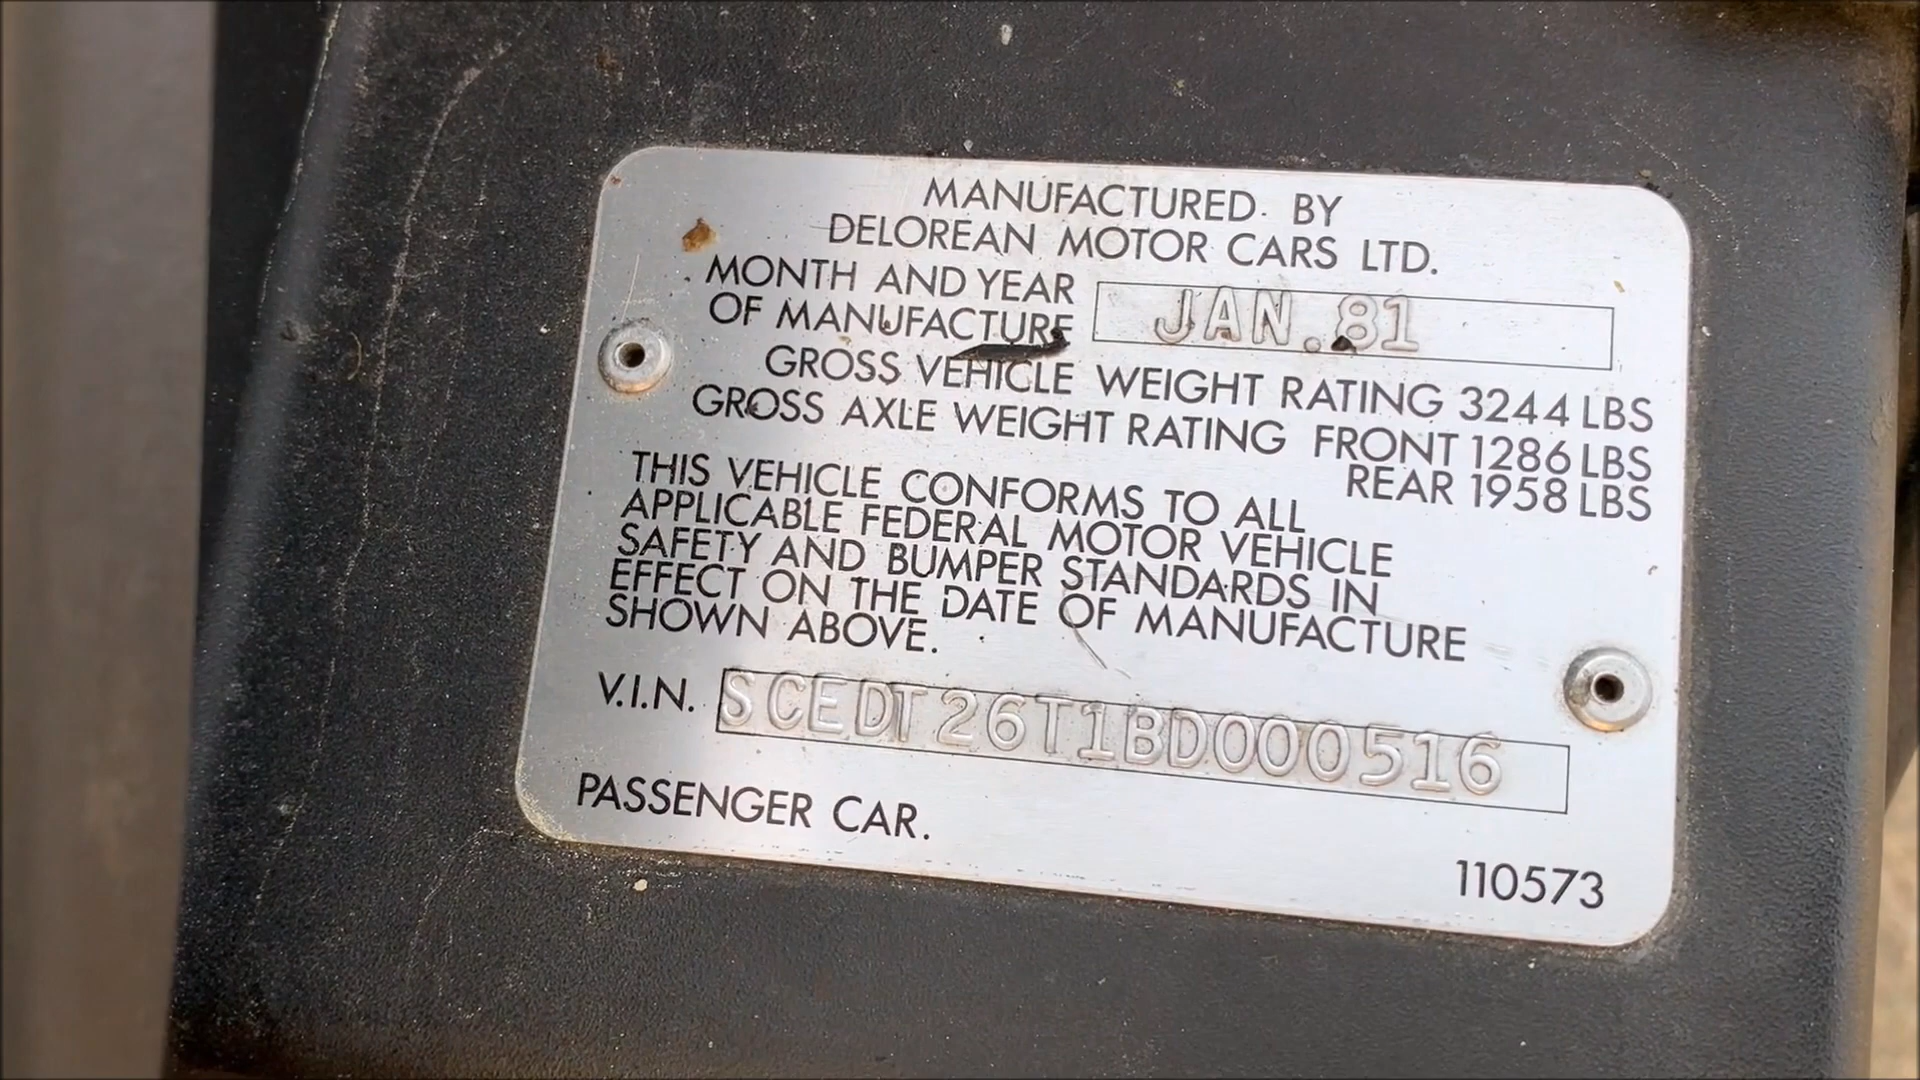 MANUFACTURED BY
DELOREAN MOTOR CARS LTD.
MONTH AND YEAR
OF MANUFACTURE JAN.81
GROSS VEHICLE WEIGHT RATING 3244 LBS
GROSS AXLE WEIGHT RATING FRONT 1286 LBS
REAR 1958 LBS
THIS VEHICLE CONFORMS TO ALL
APPLICABLE FEDERAL MOTOR VEHICLE
SAFETY AND BUMPER STANDARDS IN
EFFECT ON THE DATE OF MANUFACTURE
SHOWN ABOVE.
V.I.N. SCEDT26T1BD000516
PASSENGER CAR.
110573